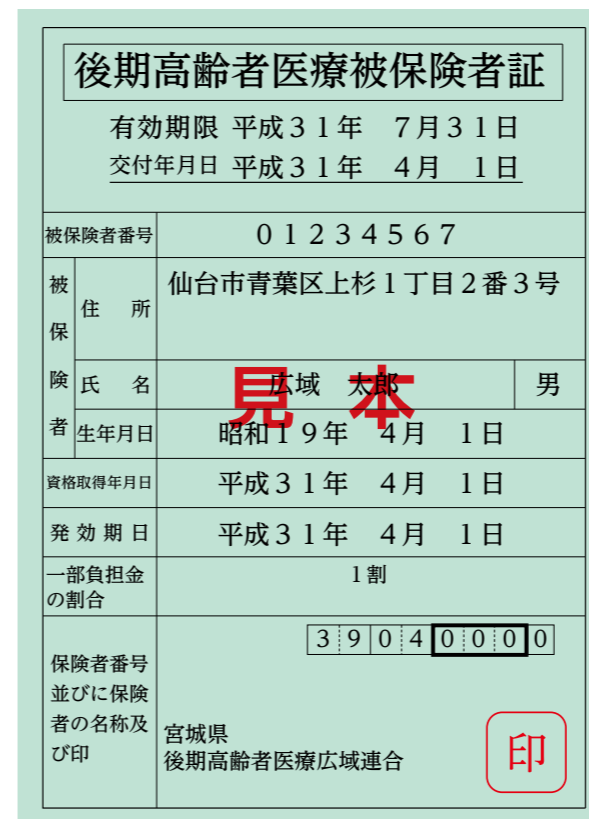 後期高齢者医療被保険者証
有効期限 平成３１年　７月３１日
交付年月日 平成３１年　４月　１日
被保険者番号 ０１２３４５６７
被保険者
住所 仙台市青葉区上杉１丁目２番３号
氏名 広域　太郎 男
見本
生年月日 昭和１９年　４月　１日
資格取得年月日 平成３１年　４月　１日
発効期日 平成３１年　４月　１日
一部負担金
の割合
１割
保険者番号
並びに保険
者の名称及
び印
３９０４００００
宮城県
後期高齢者医療広域連合
印